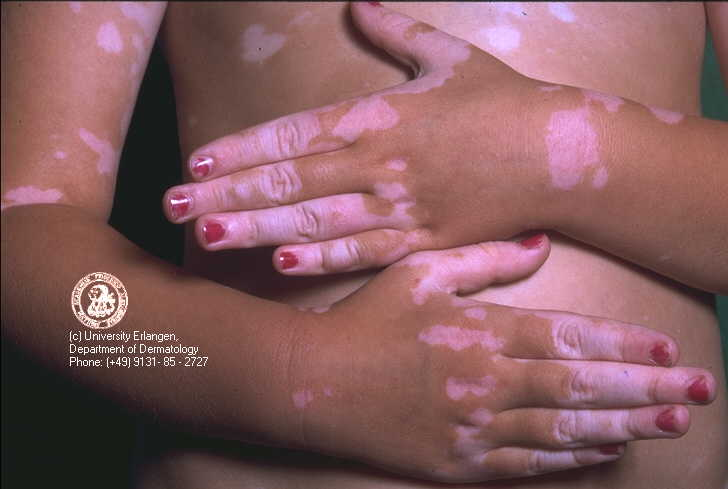 (c) University Erlangen,
Department of Dermatology
Phone: (+49) 9131- 85 - 2727